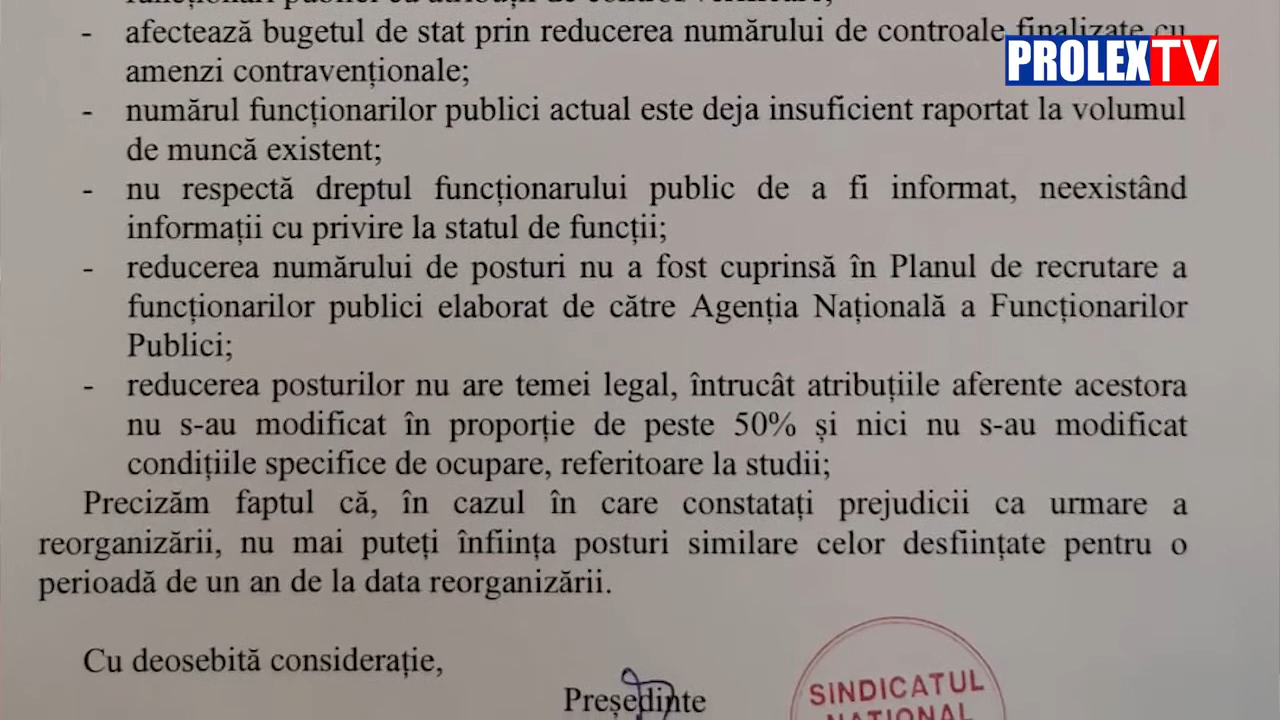 afectează bugetul de stat prin reducerea numărului de controale finalizate cu
PROLEXTV
amenzi contravenționale;
- numărul funcționarilor publici actual este deja insuficient raportat la volumul
de muncă existent;
- nu respectă dreptul funcționarului public de a fi informat, neexistând
informații cu privire la statul de funcții;
- reducerea numărului de posturi nu a fost cuprinsă în Planul de recrutare a
funcționarilor publici elaborat de către Agenția Națională a Funcționarilor
Publici;
- reducerea posturilor nu are temei legal, întrucât atribuțiile aferente acestora
nu s-au modificat în proporție de peste 50% și nici nu s-au modificat
condițiile specifice de ocupare, referitoare la studii;
Precizăm faptul că, în cazul în care constatați prejudicii ca urmare a
reorganizării, nu mai puteți înființa posturi similare celor desființate pentru o
perioadă de un an de la data reorganizării.
Cu deosebită considerație,
Președinte
SINDICATUL
NAȚIONAL